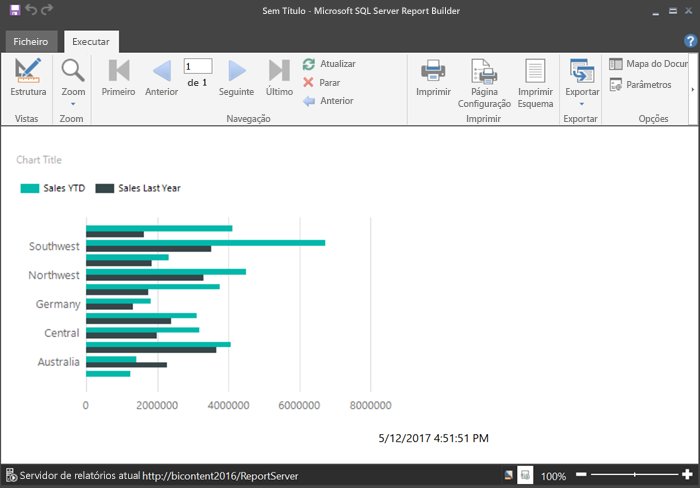 Sem Título - Microsoft SQL Server Report Builder
Ficheiro Executar
Estrutura Zoom Primeiro Anterior 1 de 1 Seguinte Último Atualizar Parar Anterior Imprimir Página Configuração Imprimir Esquema Exportar Mapa do Docur Parâmetros
Vistas Zoom Navegação Imprimir Exportar Opções
Chart Title
Sales YTD Sales Last Year
Southwest
Northwest
Germany
Central
Australia
0 2000000 4000000 6000000 8000000
5/12/2017 4:51:51 PM
Servidor de relatórios atual http://bicontent2016/ReportServer 100%